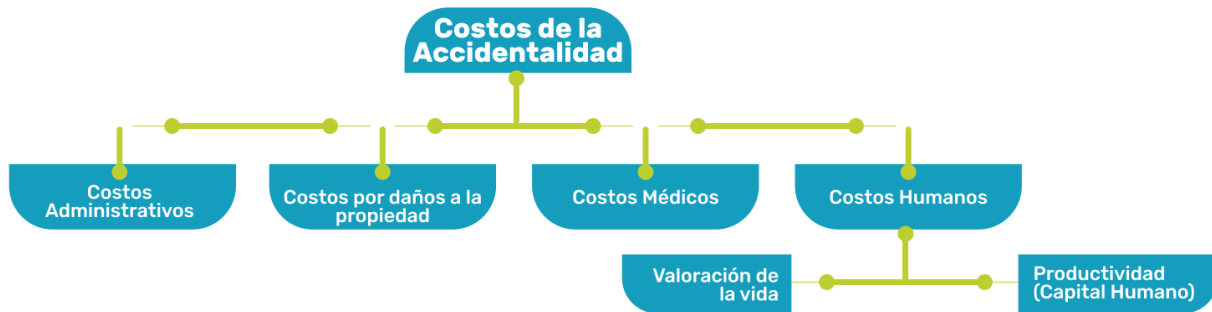 Costos de la
Accidentalidad
Costos
Administrativos
Costos por daños a la
propiedad
Costos Médicos
Costos Humanos
Valoración de
la vida
Productividad
(Capital Humano)